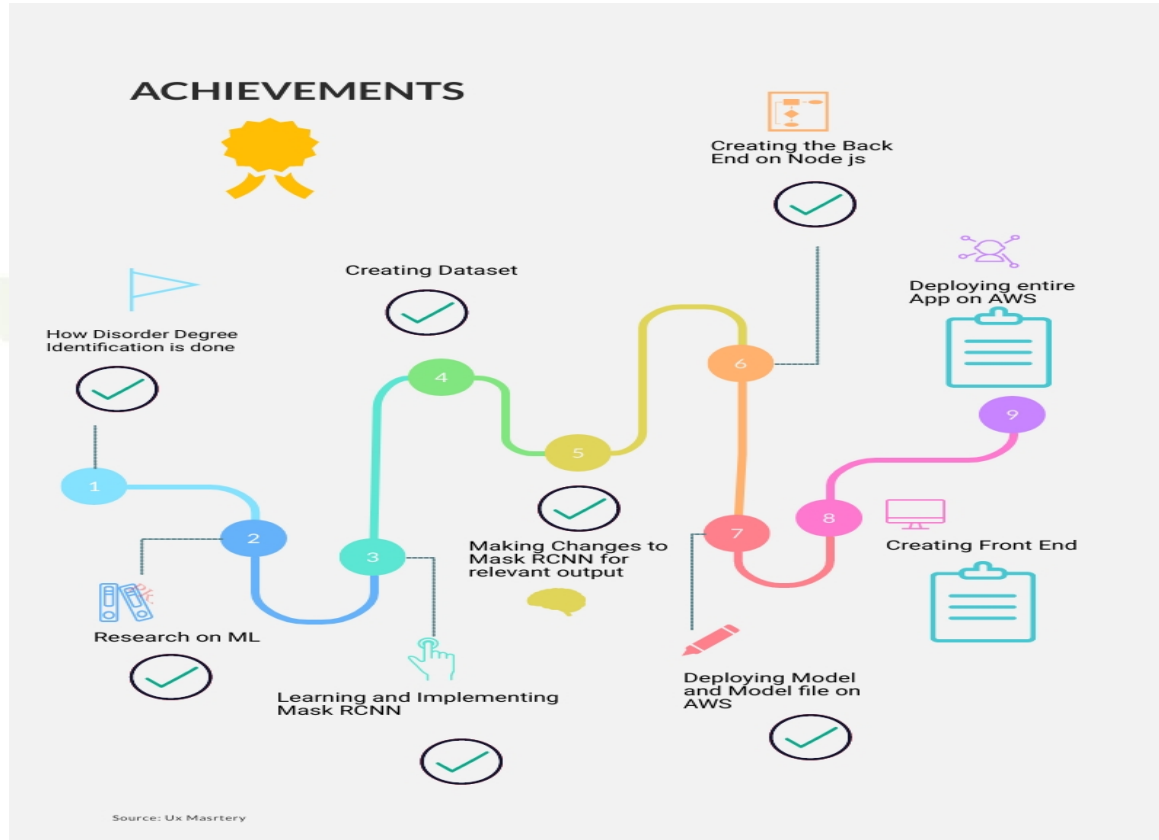 ACHIEVEMENTS
Creating the Back
End on Node js
Creating Dataset
Deploying entire
App on AWS
How Disorder Degree
Identification is done
6
4
9
5
1
8
7
2
3
Making Changes to
Mask RCNN for
relevant output
Creating Front End
Research on ML
Learning and Implementing
Mask RCNN
Deploying Model
and Model file on
AWS
Source: Ux Masrtery